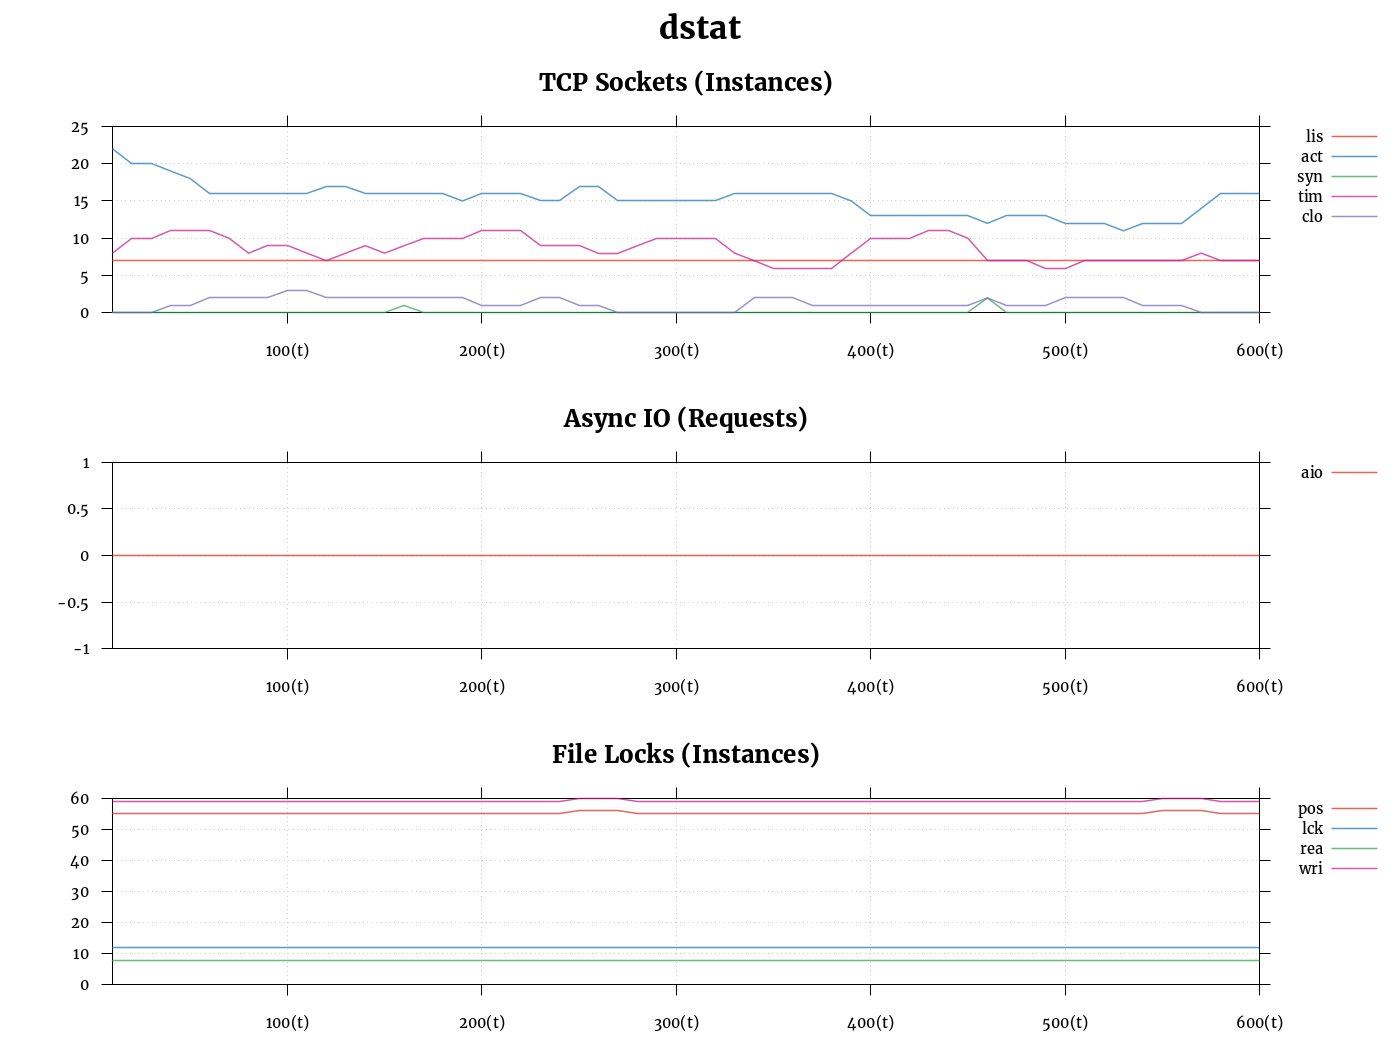 dstat
TCP Sockets (Instances)
25
20
15
10
5
0
100(t) 200(t) 300(t) 400(t) 500(t) 600(t)
lis
act
syn
tim
clo
Async IO (Requests)
1
0.5
0
-0.5
-1
100(t) 200(t) 300(t) 400(t) 500(t) 600(t)
aio
File Locks (Instances)
60
50
40
30
20
10
0
100(t) 200(t) 300(t) 400(t) 500(t) 600(t)
pos
lck
rea
wri